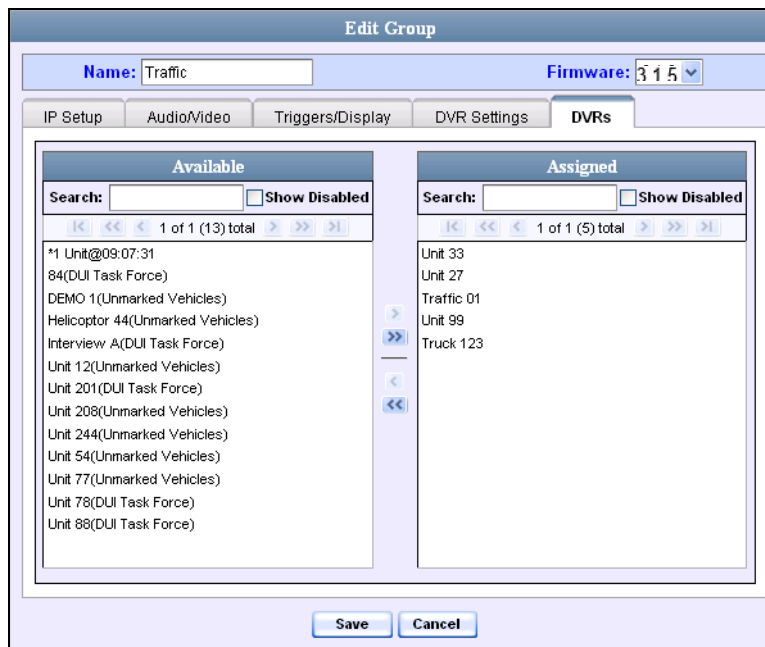 Edit Group
Name: Traffic Firmware: 3 1 5
IP Setup Audio/Video Triggers/Display DVR Settings DVRs
Available
Search: Show Disabled
|< << < 1 of 1 (13) total > >> >|
*1 Unit@09:07:31
84(DUI Task Force)
DEMO 1(Unmarked Vehicles)
Helicoptor 44(Unmarked Vehicles)
Interview A(DUI Task Force)
Unit 12(Unmarked Vehicles)
Unit 201(DUI Task Force)
Unit 208(Unmarked Vehicles)
Unit 244(Unmarked Vehicles)
Unit 54(Unmarked Vehicles)
Unit 77(Unmarked Vehicles)
Unit 78(DUI Task Force)
Unit 88(DUI Task Force)
>
>>
<
<<
Assigned
Search: Show Disabled
|< << < 1 of 1 (5) total > >> >|
Unit 33
Unit 27
Traffic 01
Unit 99
Truck 123
Save Cancel